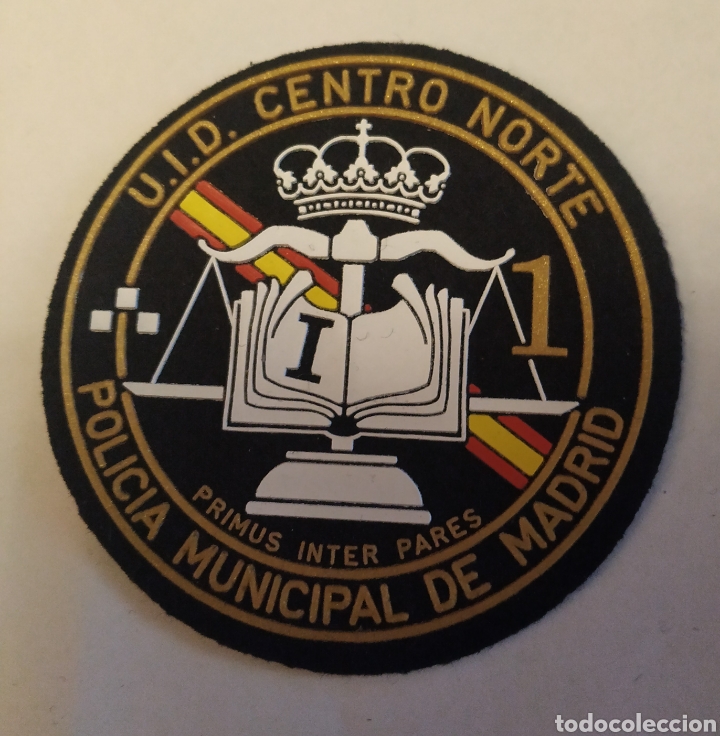 U.I.D. CENTRO NORTE
1
I
PRIMUS INTER PARES
POLICIA MUNICIPAL DE MADRID
todocoleccion